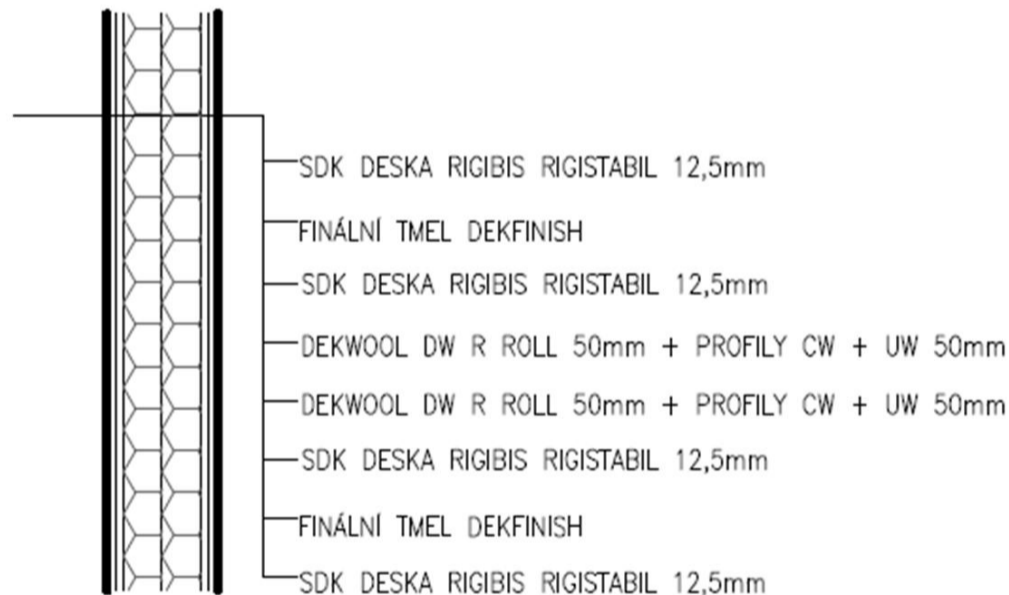 SDK DESKA RIGIBIS RIGISTABIL 12,5mm
FINÁLNÍ TMEL DEKFINISH
SDK DESKA RIGIBIS RIGISTABIL 12,5mm
DEKWOOL DW R ROLL 50mm + PROFILY CW + UW 50mm
DEKWOOL DW R ROLL 50mm + PROFILY CW + UW 50mm
SDK DESKA RIGIBIS RIGISTABIL 12,5mm
FINÁLNÍ TMEL DEKFINISH
SDK DESKA RIGIBIS RIGISTABIL 12,5mm